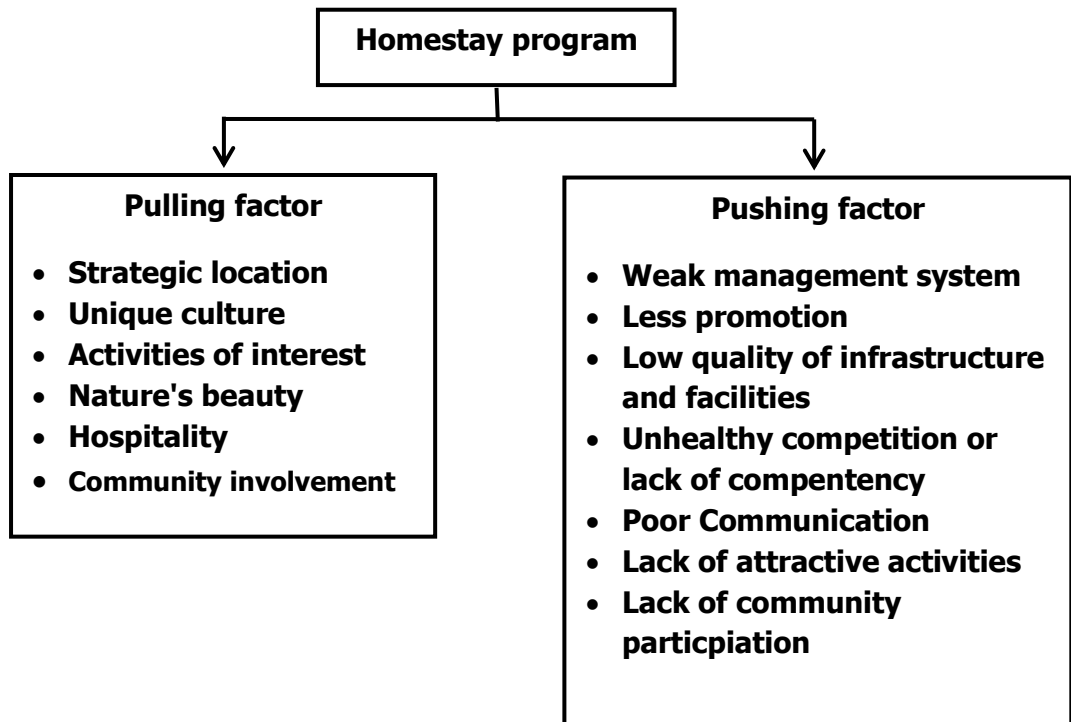 Homestay program
Pulling factor
• Strategic location
• Unique culture
• Activities of interest
• Nature's beauty
• Hospitality
• Community involvement
Pushing factor
• Weak management system
• Less promotion
• Low quality of infrastructure
and facilities
• Unhealthy competition or
lack of compentency
• Poor Communication
• Lack of attractive activities
• Lack of community
particpiation